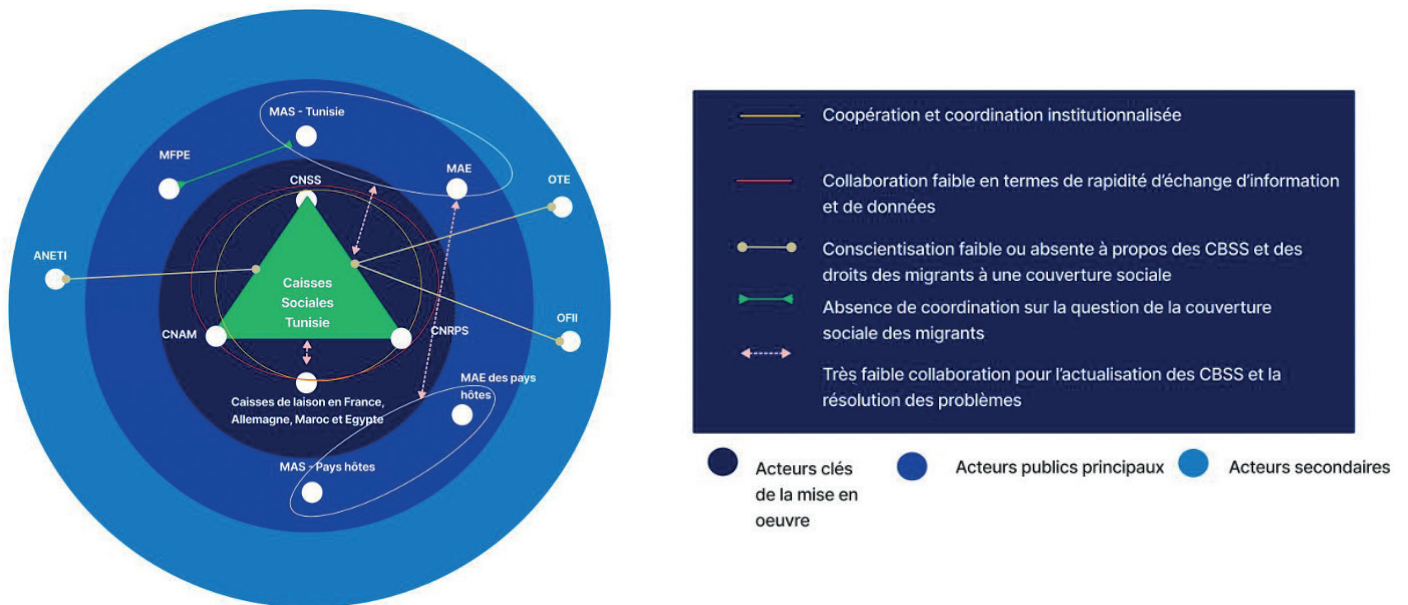 MAS - Tunisie
MFPE
MAE
CNSS
OTE
ANETI
Caisses
Sociales
Tunisie
CNAM
CNRPS
OFII
MAE des pays
hôtes
Caisses de laison en France,
Allemagne, Maroc et Egypte
MAS - Pays hôtes
Coopération et coordination institutionnalisée
Collaboration faible en termes de rapidité d’échange d’information
et de données
Conscientisation faible ou absente à propos des CBSS et des
droits des migrants à une couverture sociale
Absence de coordination sur la question de la couverture
sociale des migrants
Très faible collaboration pour l’actualisation des CBSS et la
résolution des problèmes
Acteurs clés
de la mise en
oeuvre
Acteurs publics principaux
Acteurs secondaires